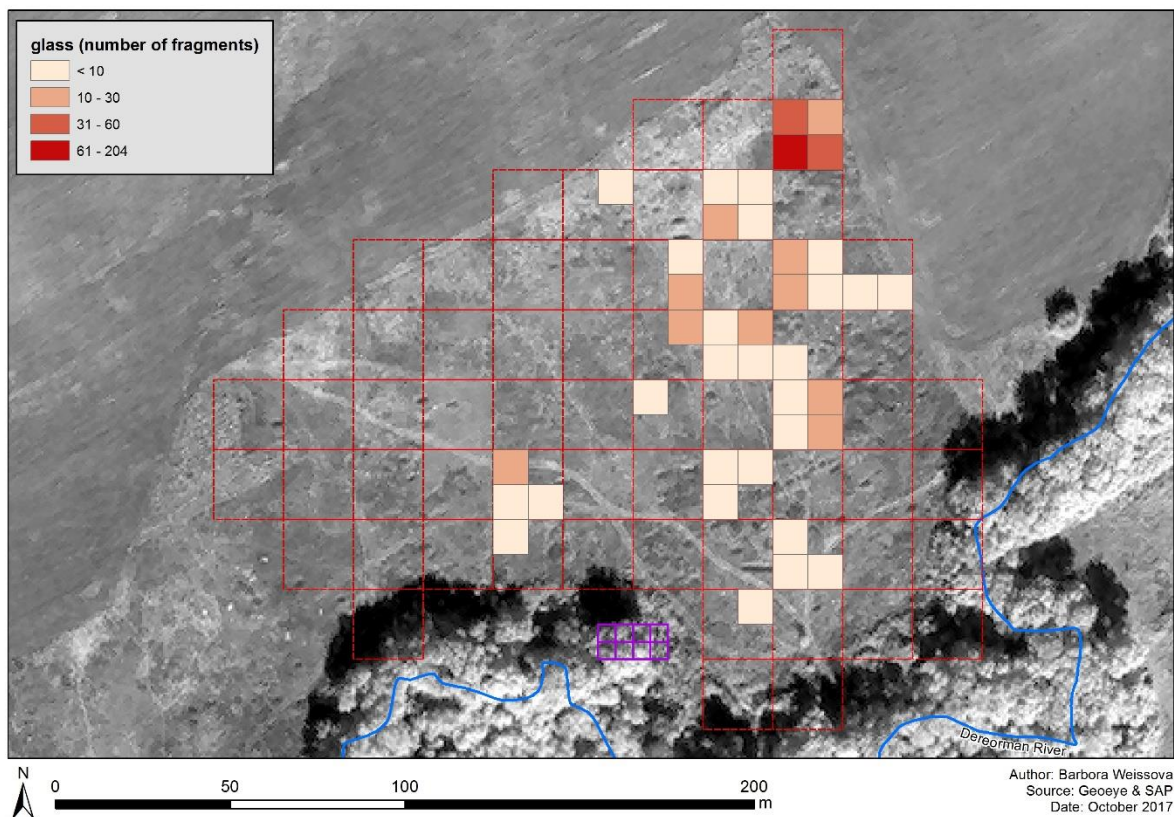 glass (number of fragments)
< 10
10 - 30
31 - 60
61 - 204
Dereorman River
N
0 50 100 200
m
Author: Barbora Weissova
Source: Geoeye & SAP
Date: October 2017